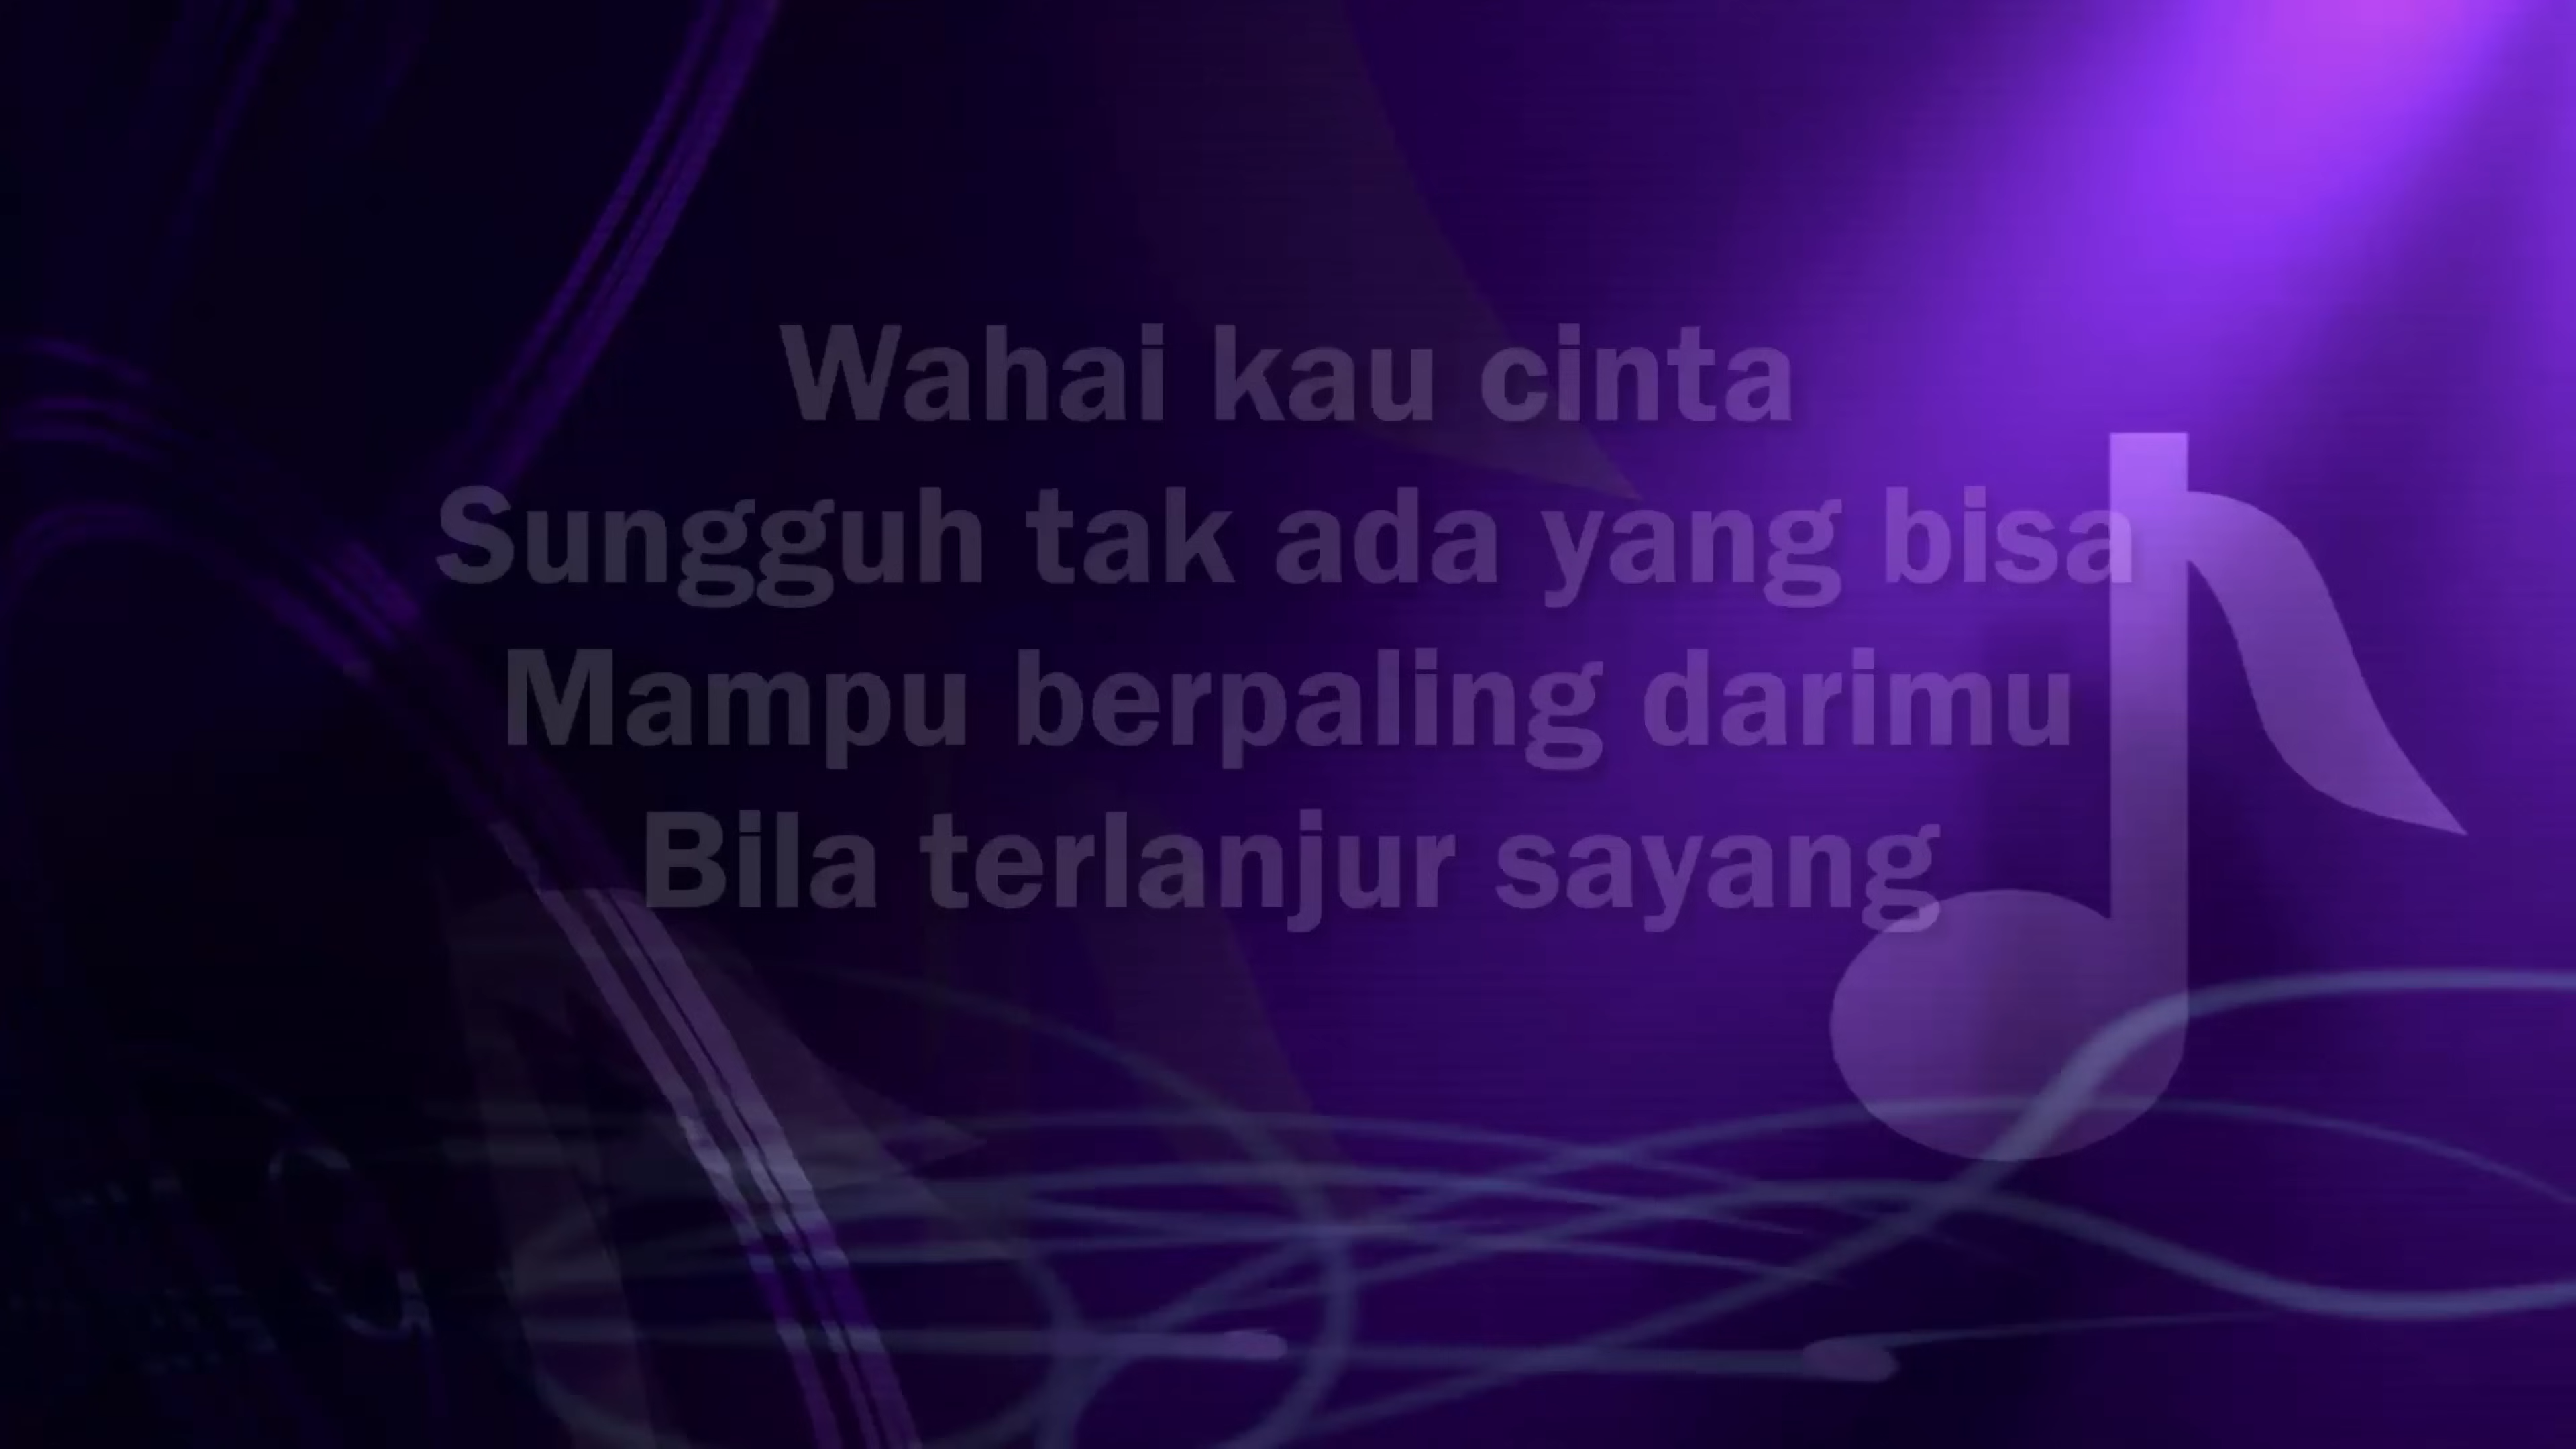 Wahai kau cinta
Sungguh tak ada yang bisa
Mampu berpaling darimu
Bila terlanjur sayang